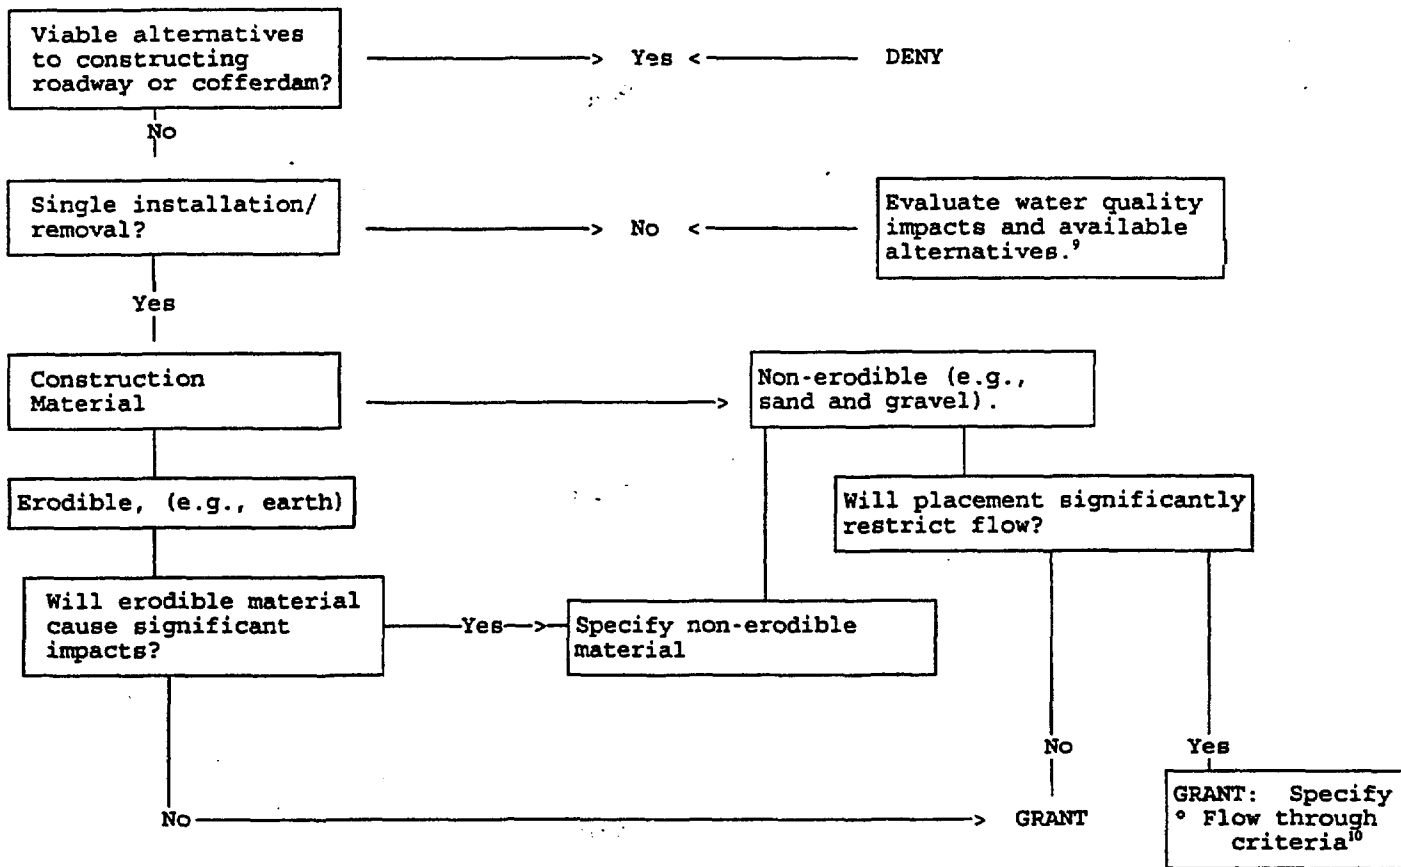 Viable alternatives
to constructing
roadway or cofferdam?
> Yes <
DENY
No
Single installation/
removal?
> No <
Evaluate water quality
impacts and available
alternatives.⁹
Yes
Construction
Material
>
Non-erodible (e.g.,
sand and gravel).
Erodible, (e.g., earth)
Will placement significantly
restrict flow?
Will erodible material
cause significant
impacts?
Yes
>
Specify non-erodible
material
No
Yes
No
> GRANT
GRANT: Specify
° Flow through
criteria¹⁰